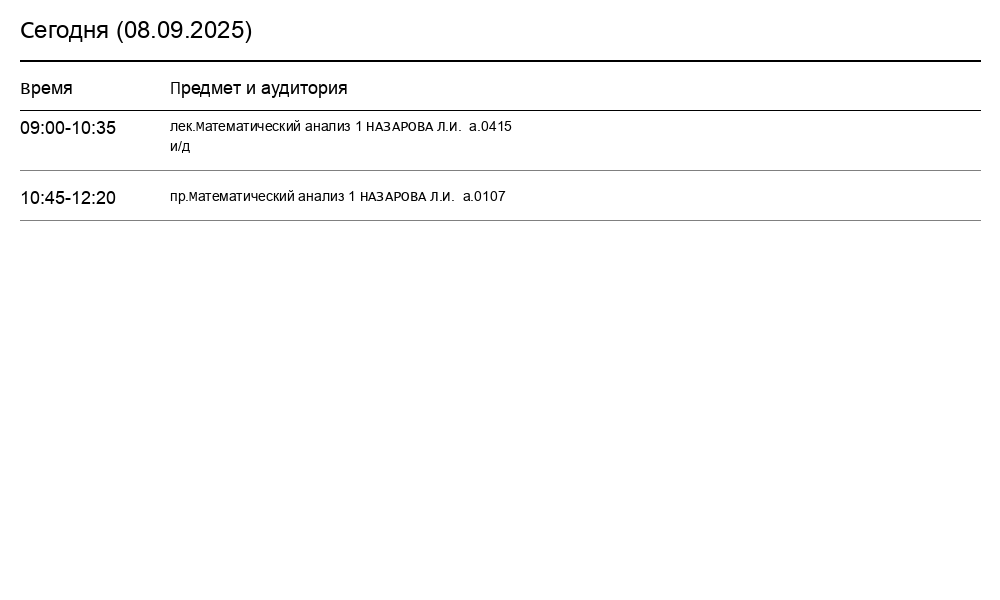 Сегодня (08.09.2025)
Время Предмет и аудитория
09:00-10:35 лек.Математический анализ 1 НАЗАРОВА Л.И.  а.0415
и/д
10:45-12:20 пр.Математический анализ 1 НАЗАРОВА Л.И.  а.0107